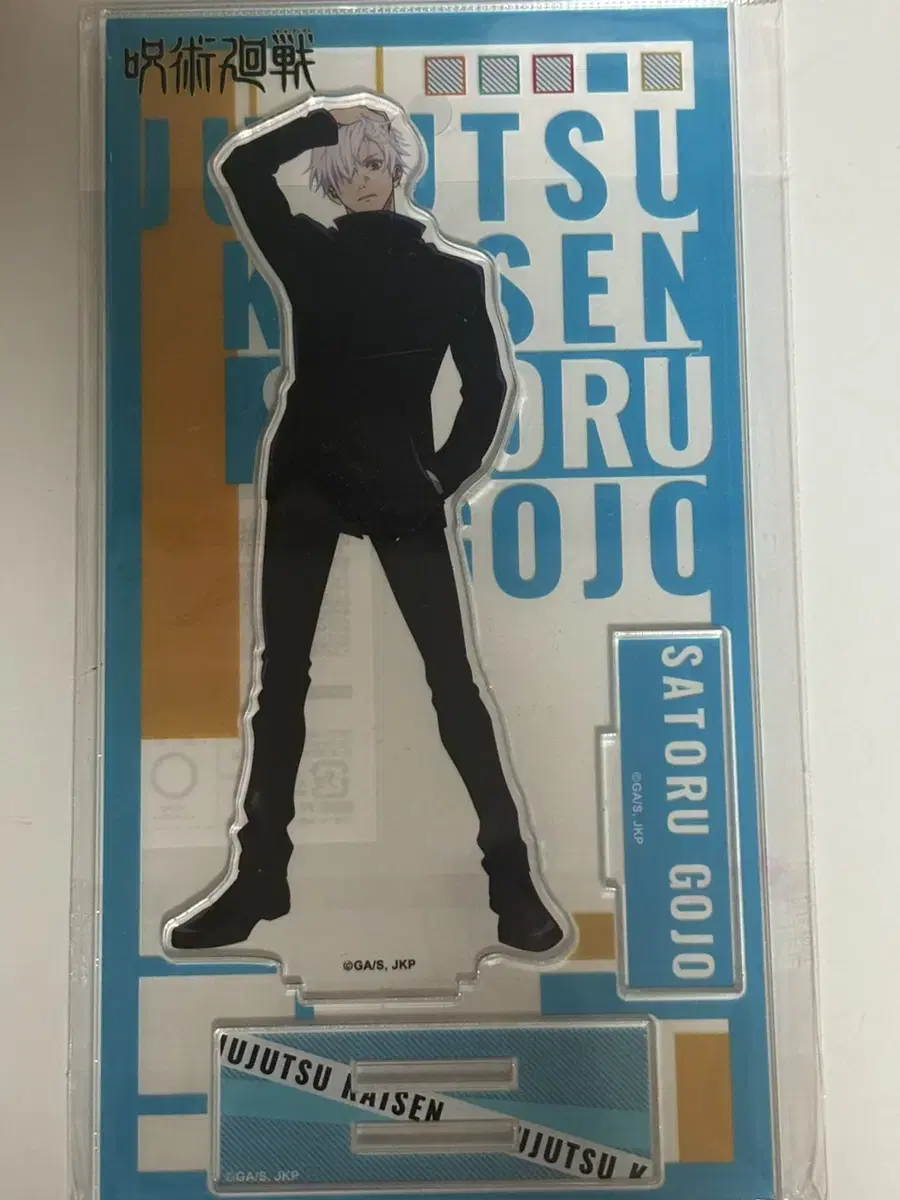 呪術廻戦
JUJUTSU
KAISEN
SATORU
GOJO
SATORU GOJO
©GA/S, JKP
©GA/S, JKP
JUJUTSU KAISEN
JUJUTSU K
©GA/S, JKP